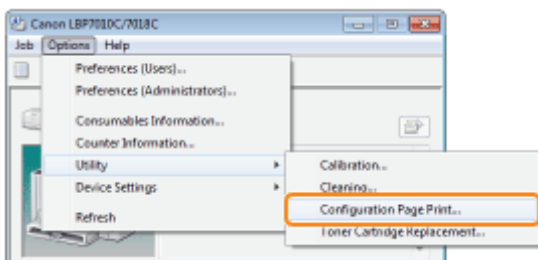 Canon LBP7010C/7018C
Job Options Help
Preferences (Users)...
Preferences (Administrators)...
Consumables Information...
Counter Information...
Utility
Device Settings
Refresh
Calibration...
Cleaning...
Configuration Page Print...
Toner Cartridge Replacement...